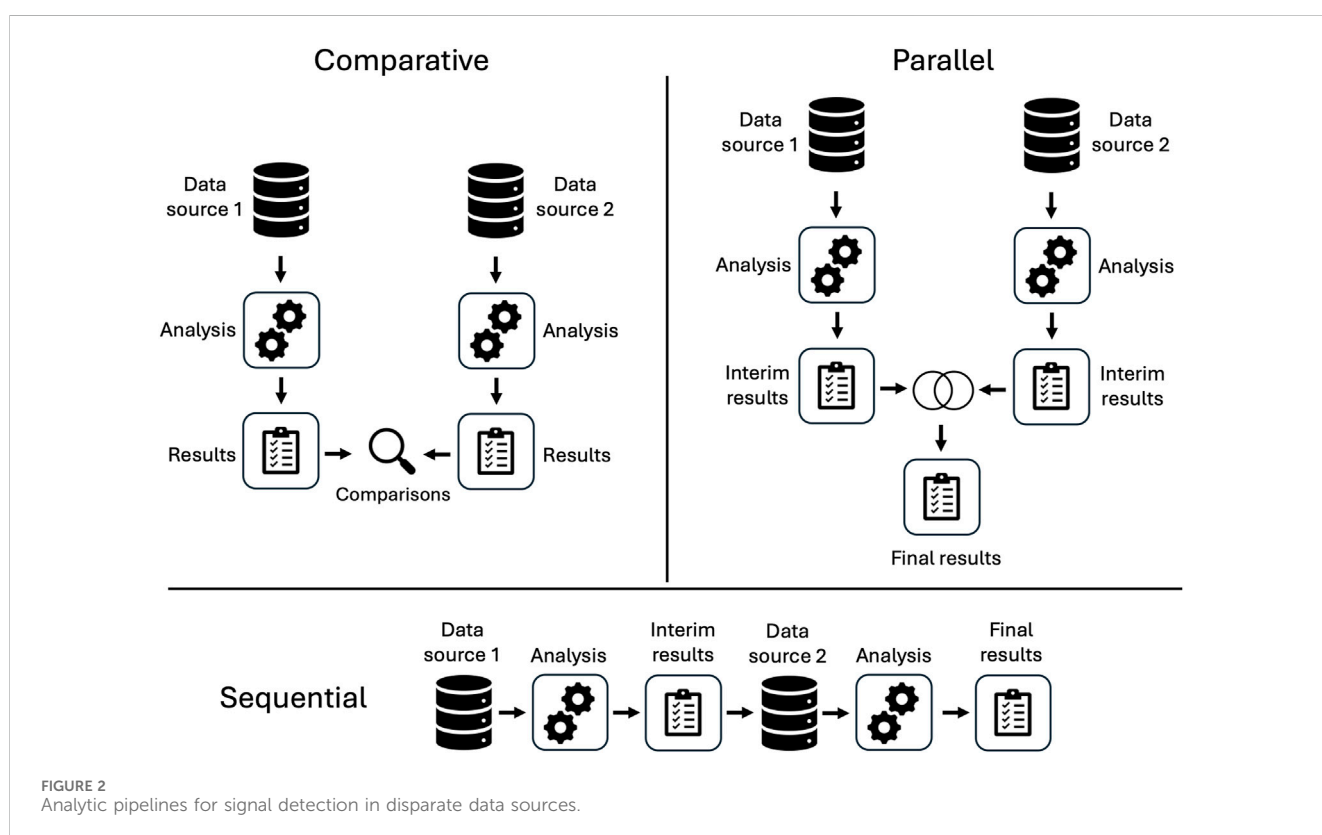 Comparative
Data
source 1
Data
source 2
Analysis
Analysis
Results
Comparisons
Results
Parallel
Data
source 1
Data
source 2
Analysis
Analysis
Interim
results
Interim
results
Final results
Sequential
Data
source 1
Analysis
Interim
results
Data
source 2
Analysis
Final
results
FIGURE 2
Analytic pipelines for signal detection in disparate data sources.